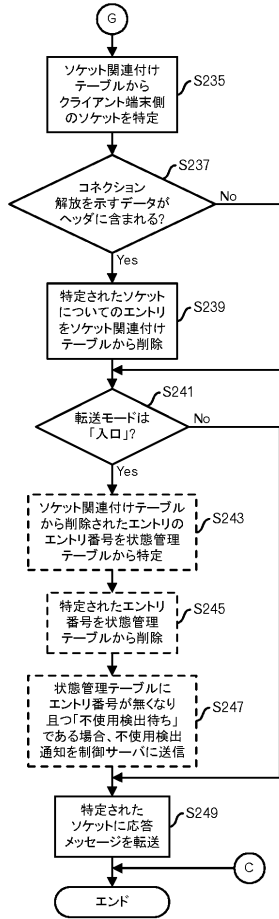 G
ソケット関連付け
テーブルから
クライアント端末側
のソケットを特定
S235
コネクション
解放を示すデータが
ヘッダに含まれる?
S237
No
Yes
特定されたソケット
についてのエントリ
をソケット関連付け
テーブルから削除
S239
転送モードは
「入口」?
S241
No
Yes
ソケット関連付けテーブル
から削除されたエントリの
エントリ番号を状態管理
テーブルから特定
S243
特定されたエントリ
番号を状態管理
テーブルから削除
S245
状態管理テーブルに
エントリ番号が無くなり
且つ「不使用検出待ち」
である場合、不使用検出
通知を制御サーバに送信
S247
特定された
ソケットに応答
メッセージを転送
S249
C
エンド